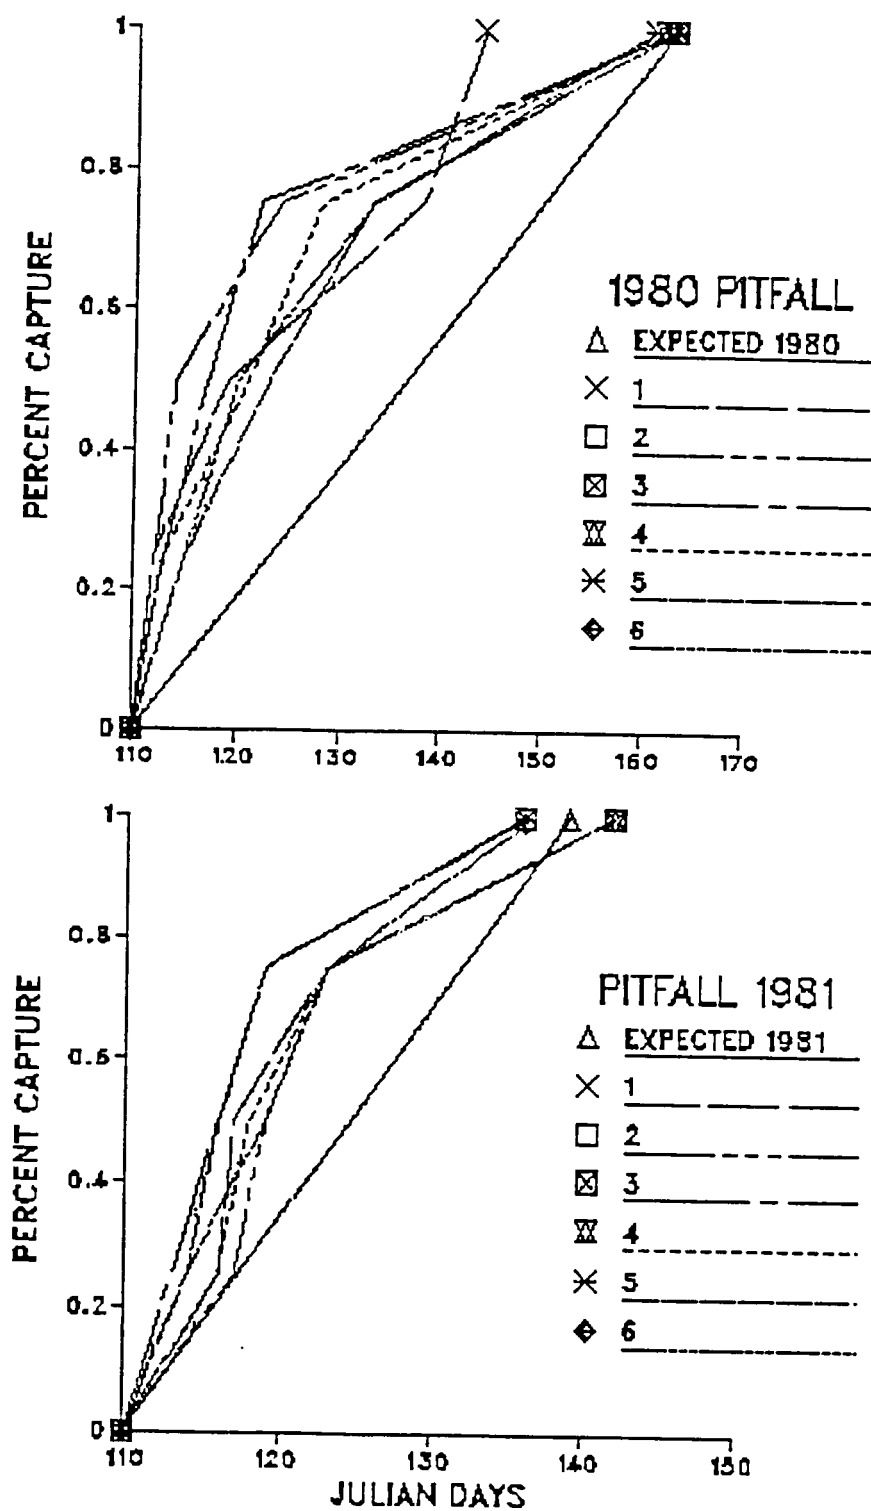 1
0.8
0.6
0.4
0.2
0
PERCENT CAPTURE
110 120 130 140 150 160 170
1980 PITFALL
EXPECTED 1980
1
2
3
4
5
6
1
0.8
0.6
0.4
0.2
0
PERCENT CAPTURE
110 120 130 140 150
JULIAN DAYS
PITFALL 1981
EXPECTED 1981
1
2
3
4
5
6